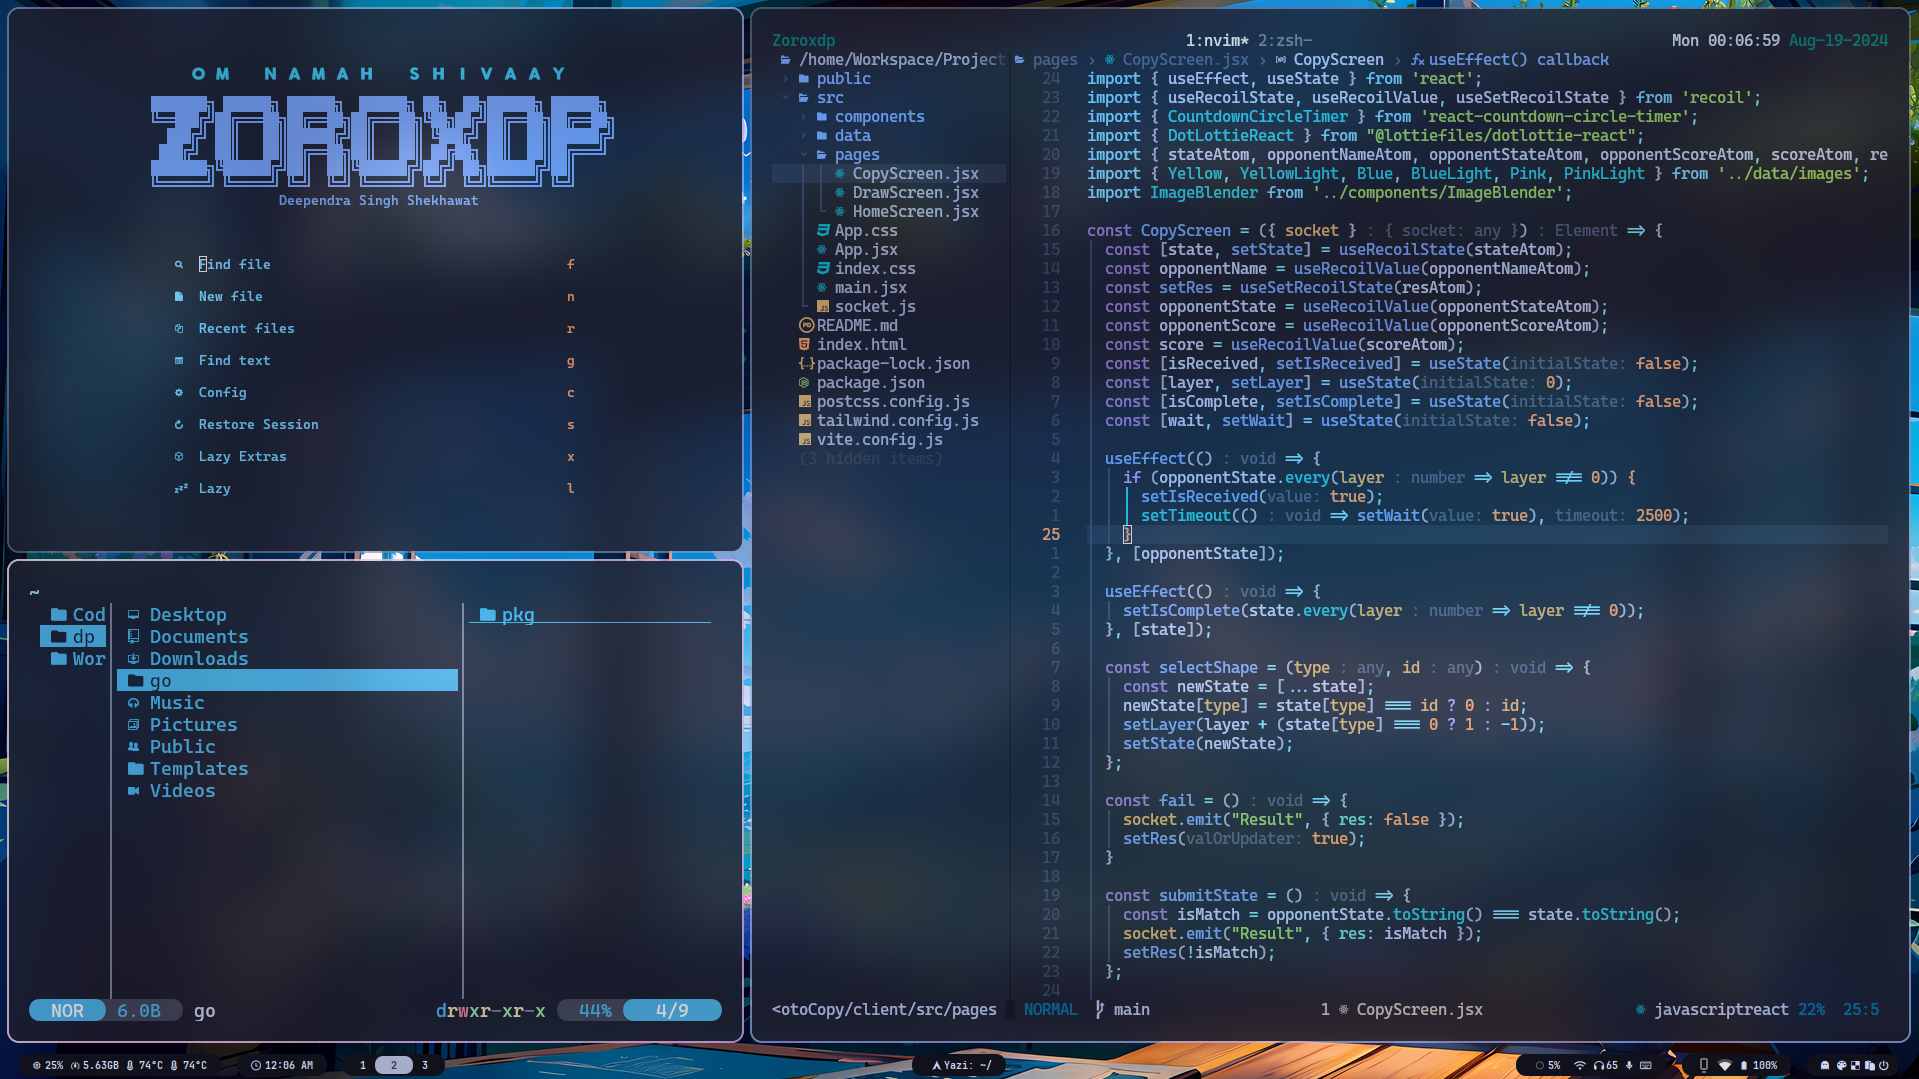 OM NAMAH SHIVAAY
ZOROXDP
Deependra Singh Shekhawat
Find file f
New file n
Recent files r
Find text g
Config c
Restore Session s
Lazy Extras x
zzz Lazy l
~
Cod
dp
Wor
Desktop
Documents
Downloads
go
Music
Pictures
Public
Templates
Videos
pkg
NOR 6.0B go drwxr-xr-x 44% 4/9
Zoroxdp 1:nvim* 2:zsh- Mon 00:06:59 Aug-19-2024
/home/Workspace/Project
public
src
components
data
pages
CopyScreen.jsx
DrawScreen.jsx
HomeScreen.jsx
App.css
App.jsx
index.css
main.jsx
socket.js
README.md
index.html
package-lock.json
package.json
postcss.config.js
tailwind.config.js
vite.config.js
(3 hidden items)
pages › CopyScreen.jsx › CopyScreen › useEffect() callback
24 import { useEffect, useState } from 'react';
23 import { useRecoilState, useRecoilValue, useSetRecoilState } from 'recoil';
22 import { CountdownCircleTimer } from 'react-countdown-circle-timer';
21 import { DotLottieReact } from "@lottiefiles/dotlottie-react";
20 import { stateAtom, opponentNameAtom, opponentStateAtom, opponentScoreAtom, scoreAtom, re
19 import { Yellow, YellowLight, Blue, BlueLight, Pink, PinkLight } from '../data/images';
18 import ImageBlender from '../components/ImageBlender';
17
16 const CopyScreen = ({ socket } : { socket: any }) : Element => {
15 const [state, setState] = useRecoilState(stateAtom);
14 const opponentName = useRecoilValue(opponentNameAtom);
13 const setRes = useSetRecoilState(resAtom);
12 const opponentState = useRecoilValue(opponentStateAtom);
11 const opponentScore = useRecoilValue(opponentScoreAtom);
10 const score = useRecoilValue(scoreAtom);
9 const [isReceived, setIsReceived] = useState(initialState: false);
8 const [layer, setLayer] = useState(initialState: 0);
7 const [isComplete, setIsComplete] = useState(initialState: false);
6 const [wait, setWait] = useState(initialState: false);
5
4 useEffect(() : void => {
3 if (opponentState.every(layer : number => layer !== 0)) {
2 setIsReceived(value: true);
1 setTimeout(() : void => setWait(value: true), timeout: 2500);
25 }
1 }, [opponentState]);
2
3 useEffect(() : void => {
4 setIsComplete(state.every(layer : number => layer !== 0));
5 }, [state]);
6
7 const selectShape = (type : any, id : any) : void => {
8 const newState = [...state];
9 newState[type] = state[type] === id ? 0 : id;
10 setLayer(layer + (state[type] === 0 ? 1 : -1));
11 setState(newState);
12 };
13
14 const fail = () : void => {
15 socket.emit("Result", { res: false });
16 setRes(valOrUpdater: true);
17 }
18
19 const submitState = () : void => {
20 const isMatch = opponentState.toString() === state.toString();
21 socket.emit("Result", { res: isMatch });
22 setRes(!isMatch);
23 };
24
<otoCopy/client/src/pages NORMAL main 1 CopyScreen.jsx javascriptreact 22% 25:5
25% 5.63GB 74°C 74°C 12:06 AM 1 2 3 Yazi: ~/ 5% 65 100%